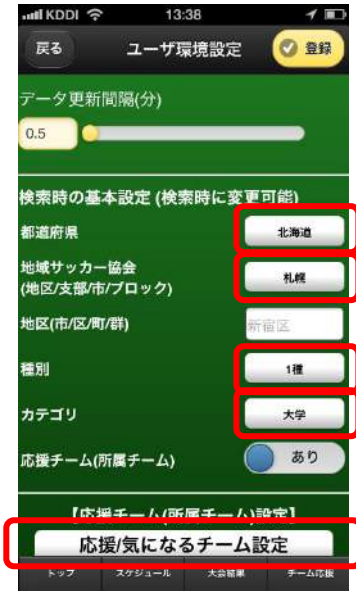 KDDI 13:38
戻る ユーザ環境設定 登録
データ更新間隔(分)
0.5
検索時の基本設定 (検索時に変更可能)
都道府県 北海道
地域サッカー協会 札幌
(地区/支部/市/ブロック)
地区(市/区/町/群) 新宿区
種別 1種
カテゴリ 大学
応援チーム(所属チーム) あり
【応援チーム(所属チーム)設定】
応援/気になるチーム設定
トップ スケジュール 大会結果 チーム応援